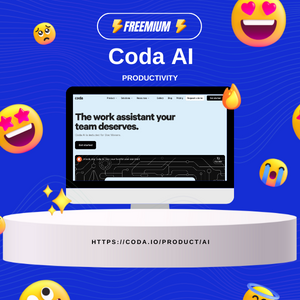 FREEMIUM
Coda AI
PRODUCTIVITY
coda
The work assistant your
team deserves.
HTTPS://CODA.IO/PRODUCT/AI